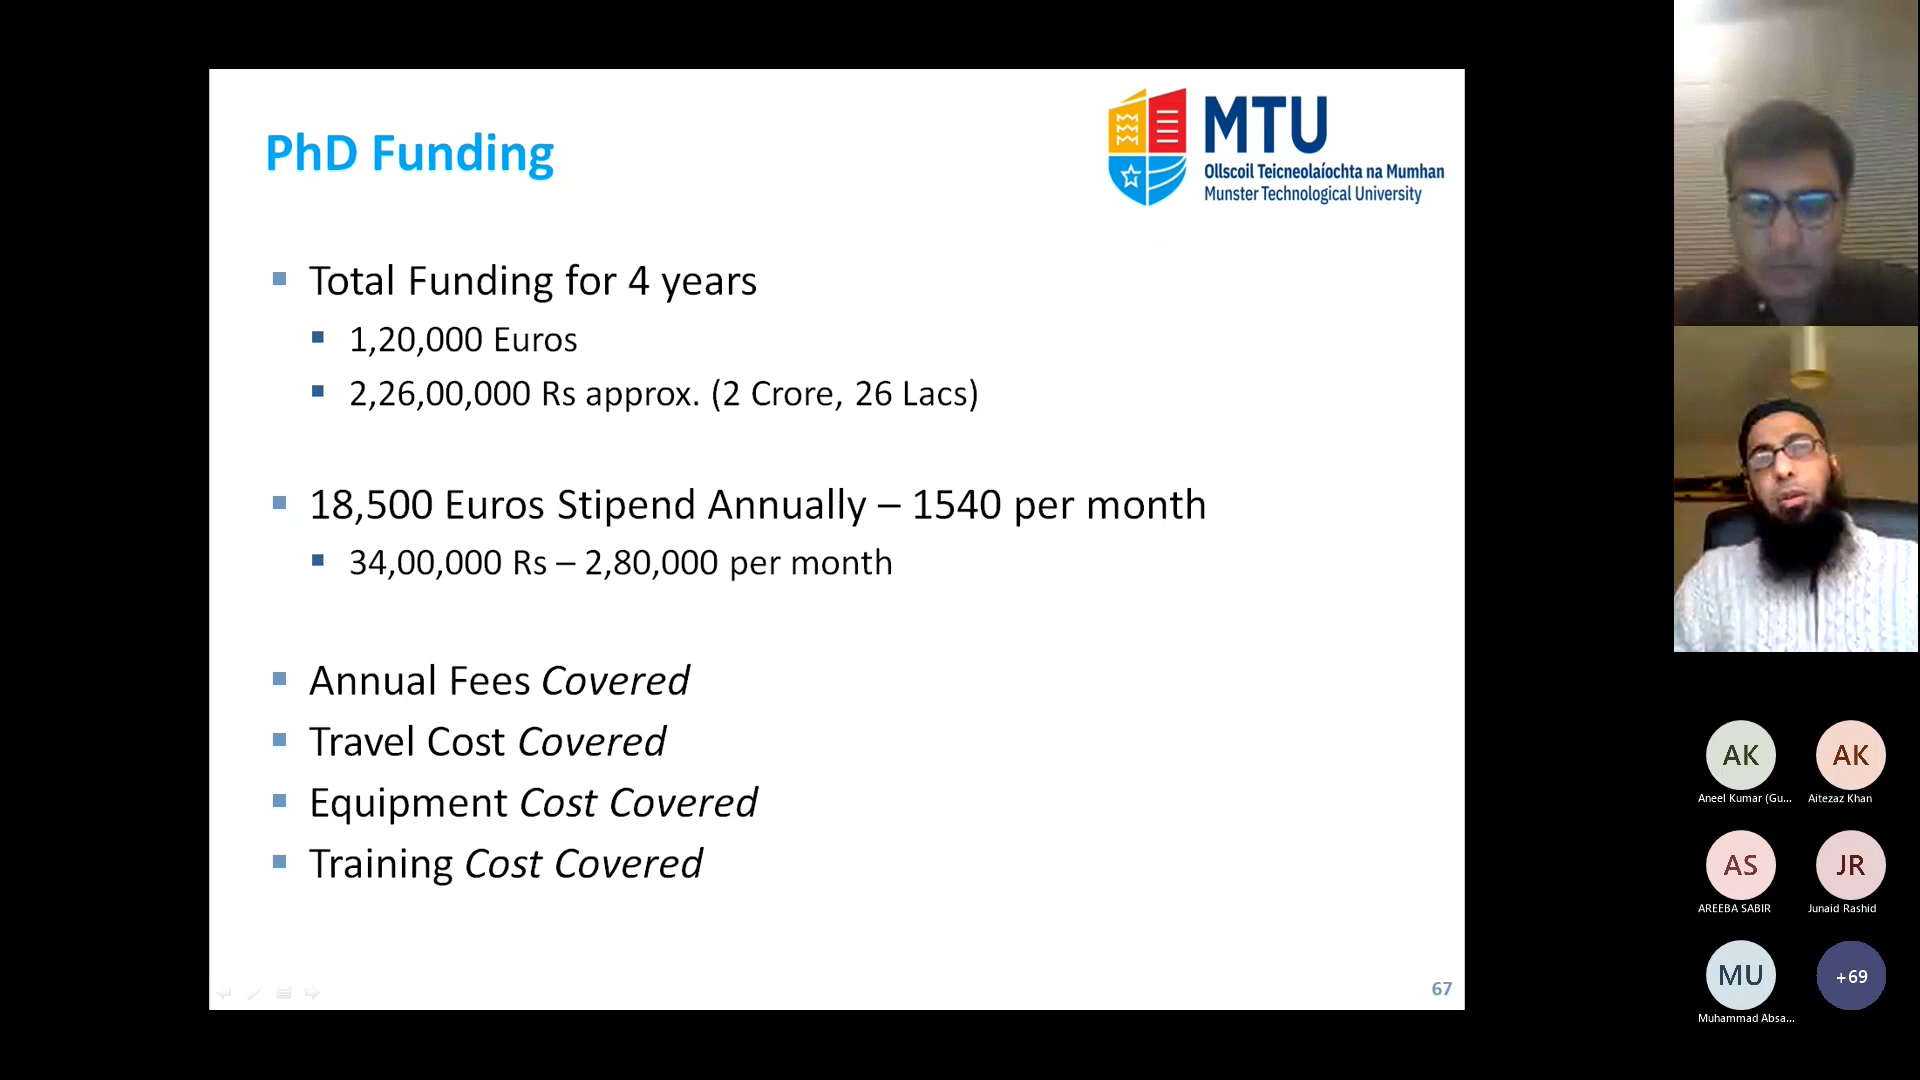 PhD Funding
MTU
Ollscoil Teicneolaíochta na Mumhan
Munster Technological University
Total Funding for 4 years
1,20,000 Euros
2,26,00,000 Rs approx. (2 Crore, 26 Lacs)
18,500 Euros Stipend Annually – 1540 per month
34,00,000 Rs – 2,80,000 per month
Annual Fees Covered
Travel Cost Covered
Equipment Cost Covered
Training Cost Covered
67
AK
AK
Aneel Kumar (Gu...
Aitezaz Khan
AS
JR
AREEBA SABIR
Junaid Rashid
MU
+69
Muhammad Absa...